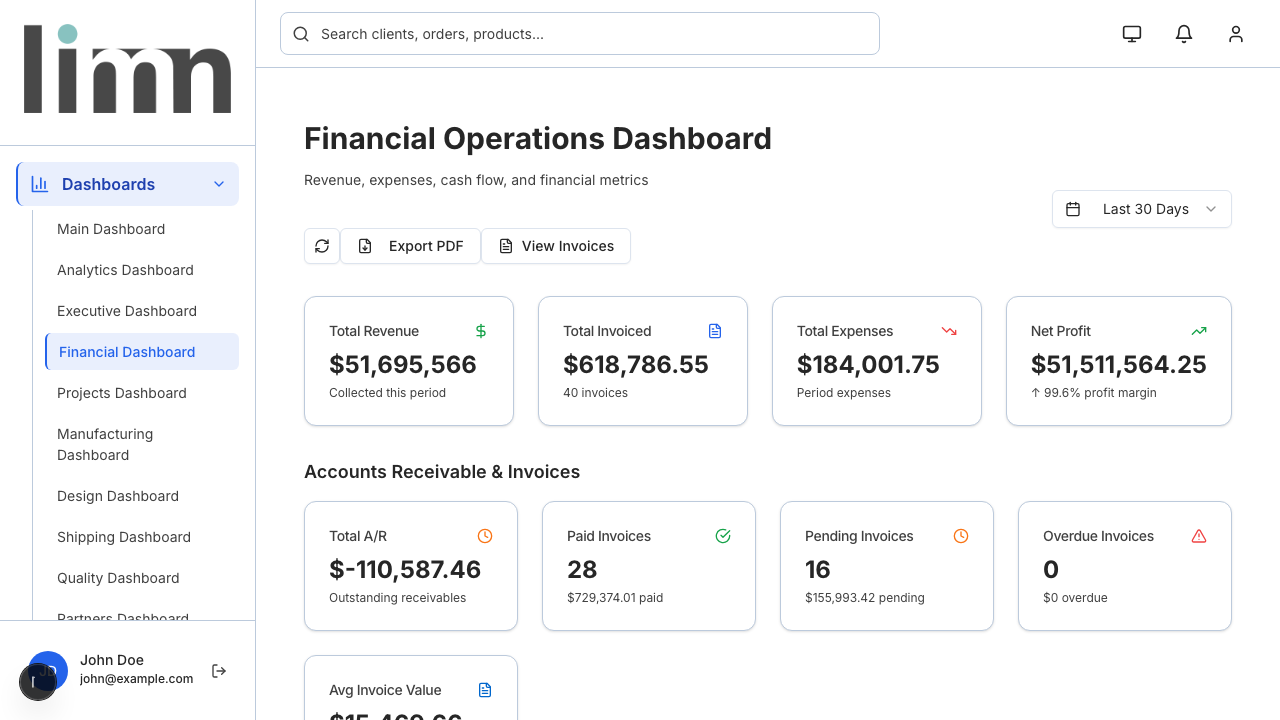 limn
Search clients, orders, products...
Dashboards
Main Dashboard
Analytics Dashboard
Executive Dashboard
Financial Dashboard
Projects Dashboard
Manufacturing
Dashboard
Design Dashboard
Shipping Dashboard
Quality Dashboard
Partners Dashboard
John Doe
john@example.com
Financial Operations Dashboard
Revenue, expenses, cash flow, and financial metrics
Last 30 Days
Export PDF
View Invoices
Total Revenue
$51,695,566
Collected this period
Total Invoiced
$618,786.55
40 invoices
Total Expenses
$184,001.75
Period expenses
Net Profit
$51,511,564.25
↑ 99.6% profit margin
Accounts Receivable & Invoices
Total A/R
$-110,587.46
Outstanding receivables
Paid Invoices
28
$729,374.01 paid
Pending Invoices
16
$155,993.42 pending
Overdue Invoices
0
$0 overdue
Avg Invoice Value
$15,469.66